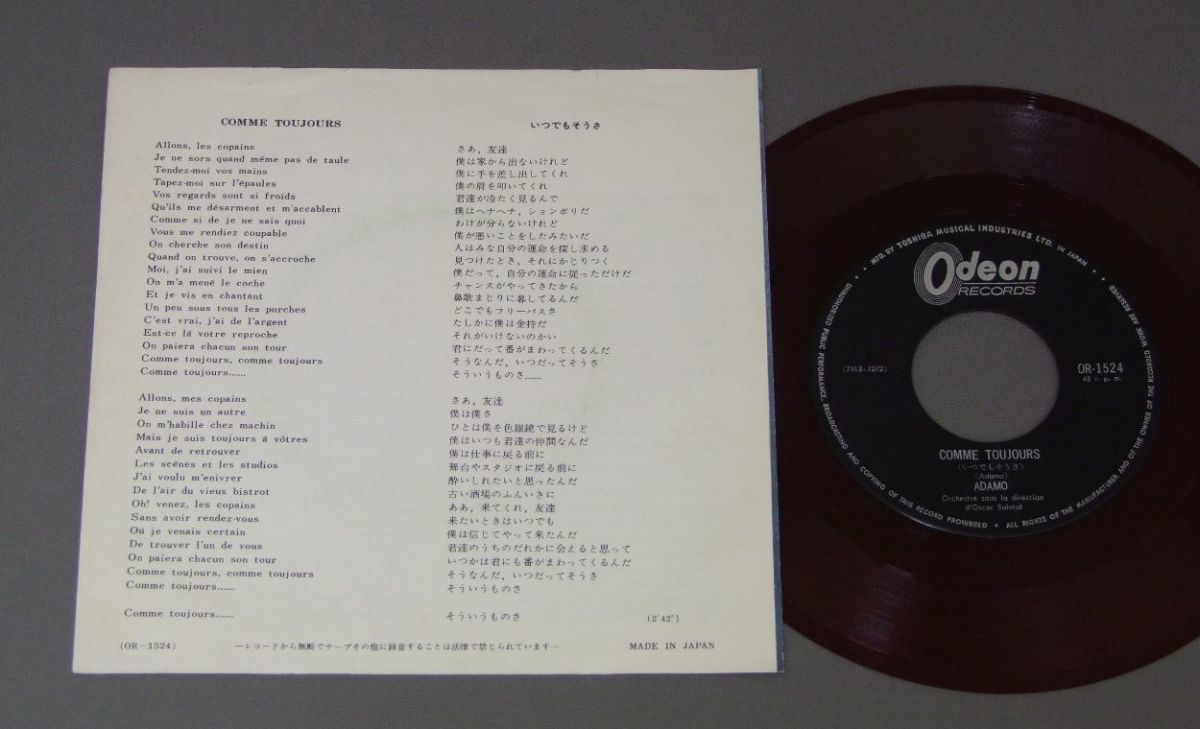 COMME TOUJOURS
Allons, les copains
Je ne sors quand même pas de taule
Tendez-moi vos mains
Tapez-moi sur l'épaules
Vos regards sont si froids
Qu'ils me désarment et m'accablent
Comme si de je ne sais quoi
Vous me rendiez coupable
On cherche son destin
Quand on trouve, on s'accroche
Moi, j'ai suivi le mien
On m'a mené le coche
Et je vis en chantant
Un peu sous tous les porches
C'est vrai, j'ai de l'argent
Est-ce lá votre reproche
On paiera chacun son tour
Comme toujours, comme toujours
Comme toujours......
Allons, mes copains
Je ne suis un autre
On m'habille chez machin
Mais je suis toujours á vôtres
Avant de retrouver
Les scénes et les studios
J'ai voulu m'enivrer
De l'air du vieux bistrot
Oh! venez, les copains
Sans avoir rendez-vous
Oú je venais certain
De trouver l'un de vous
On paiera chacun son tour
Comme toujours, comme toujours
Comme toujours......
Comme toujours......
(OR-1524)
いつでもそうさ
さあ，友達
僕は家から出ないけれど
僕に手を差し出してくれ
僕の肩を叩いてくれ
君達が冷たく見るんで
僕はヘナヘナ，ションボリだ
わけが分らないけれど
僕が悪いことをしたみたいだ
人はみな自分の運命を探し求める
見つけたとき，それにかじりつく
僕だって，自分の運命に従っただけだ
チャンスがやってきたから
鼻歌まじりに暮してるんだ
どこでもフリーパスさ
たしかに僕は金持だ
それがいけないのかい
君にだって番がまわってくるんだ
そうなんだ，いつだってそうさ
そういうものさ......
さあ，友達
僕は僕さ
ひとは僕を色眼鏡で見るけど
僕はいつも君達の仲間なんだ
僕は仕事に戻る前に
舞台やスタジオに戻る前に
酔いしれたいと思ったんだ
古い酒場のふんいきに
ああ，来てくれ，友達
来たいときはいつでも
僕は信じてやって来たんだ
君達のうちのだれかに会えると思って
いつかは君にも番がまわってくるんだ
そうなんだ，いつだってそうさ
そういうものさ
そういうものさ
(2'42")
―レコードから無断でテープその他に録音することは法律で禁じられています―
MADE IN JAPAN
MFD. BY TOSHIBA MUSICAL INDUSTRIES LTD. IN JAPAN
Odeon
RECORDS
(7XLB-1272)
OR-1524
45 r. p. m.
COMME TOUJOURS
(いつでもそうさ)
(Adamo)
ADAMO
Orchestre sous la direction
d'Oscar Saintal
ALL RIGHTS OF THE MANUFACTURER AND OF THE OWNER OF THE RECORDED WORK ARE RESERVED
UNAUTHORIZED PUBLIC PERFORMANCE, BROADCASTING AND COPYING OF THIS RECORD PROHIBITED